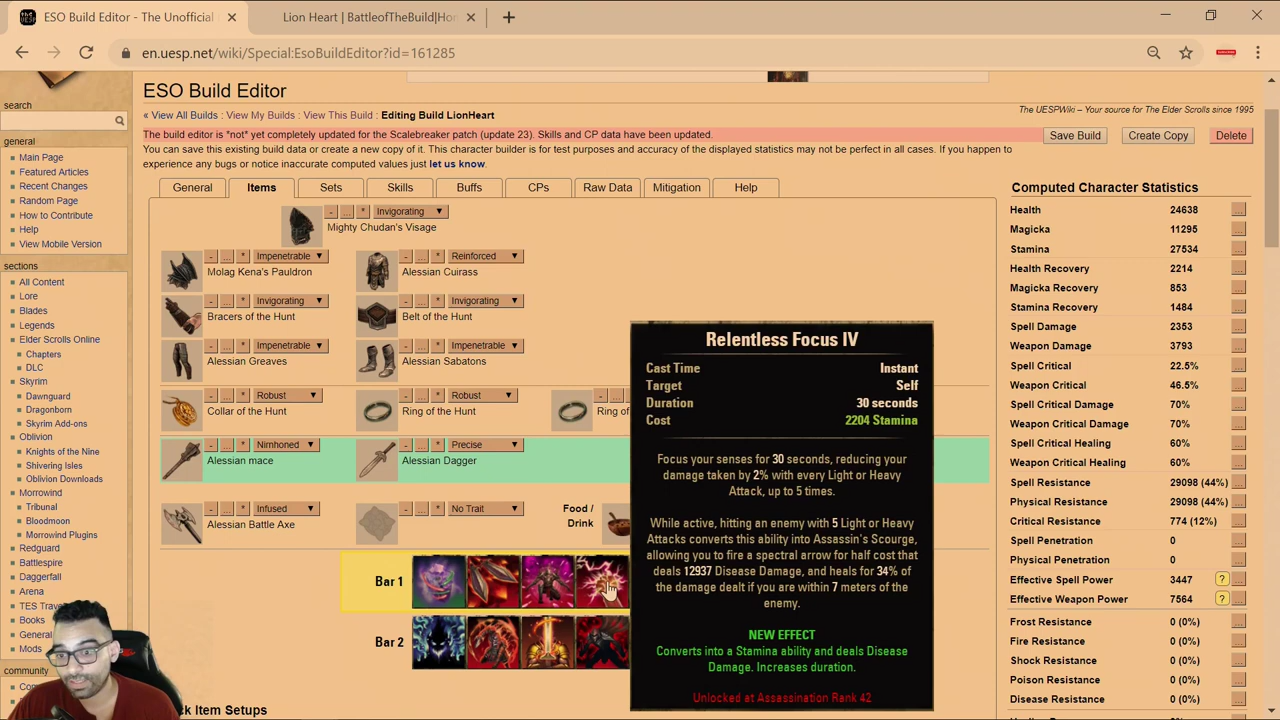 ESO Build Editor - The Unofficial
Lion Heart | BattleofTheBuild|Hor
en.uesp.net/wiki/Special:EsoBuildEditor?id=161285
search
general
Main Page
Featured Articles
Recent Changes
Random Page
How to Contribute
Help
View Mobile Version
sections
All Content
Lore
Books
Blades
Legends
Elder Scrolls Online
Chapters
DLC
Skyrim
Dawnguard
Dragonborn
Skyrim Add-ons
Oblivion
Knights of the Nine
Shivering Isles
Oblivion Downloads
Morrowind
Tribunal
Bloodmoon
Redguard
Battlespire
Daggerfall
Arena
TES Trave
Books
General
Mods
community
ESO Build Editor
« View All Builds : View My Builds : View This Build : Editing Build LionHeart
The UESPWiki – Your source for The Elder Scrolls since 1995
The build editor is *not* yet completely updated for the Scalebreaker patch (update 23). Skills and CP data have been updated.
Save Build
Create Copy
Delete
You can save this existing build data or create a new copy of it. This character builder is for test purposes and accuracy of the displayed statistics may not be perfect in all cases. If you happen to
experience any bugs or notice inaccurate computed values just let us know.
General
Items
Sets
Skills
Buffs
CPs
Raw Data
Mitigation
Help
- ... * Invigorating
Mighty Chudan's Visage
- ... * Impenetrable
Molag Kena's Pauldron
- ... * Reinforced
Alessian Cuirass
- ... * Invigorating
Bracers of the Hunt
- ... * Invigorating
Belt of the Hunt
- ... * Impenetrable
Alessian Greaves
- ... * Impenetrable
Alessian Sabatons
- ... * Robust
Collar of the Hunt
- ... * Robust
Ring of the Hunt
- ...
Ring of
- ... * Nirnhoned
Alessian mace
- ... * Precise
Alessian Dagger
- ... * Infused
Alessian Battle Axe
- ... * No Trait
Food /
Drink
Bar 1
Bar 2
Relentless Focus IV
Cast Time Instant
Target Self
Duration 30 seconds
Cost 2204 Stamina
Focus your senses for 30 seconds, reducing your
damage taken by 2% with every Light or Heavy
Attack, up to 5 times.
While active, hitting an enemy with 5 Light or Heavy
Attacks converts this ability into Assassin's Scourge,
allowing you to fire a spectral arrow for half cost that
deals 12937 Disease Damage, and heals for 34% of
the damage dealt if you are within 7 meters of the
enemy.
NEW EFFECT
Converts into a Stamina ability and deals Disease
Damage. Increases duration.
Unlocked at Assassination Rank 42
Computed Character Statistics
Health 24638 ...
Magicka 11295 ...
Stamina 27534 ...
Health Recovery 2214 ...
Magicka Recovery 853 ...
Stamina Recovery 1484 ...
Spell Damage 2353 ...
Weapon Damage 3793 ...
Spell Critical 22.5% ...
Weapon Critical 46.5% ...
Spell Critical Damage 70% ...
Weapon Critical Damage 70% ...
Spell Critical Healing 60% ...
Weapon Critical Healing 60% ...
Spell Resistance 29098 (44%) ...
Physical Resistance 29098 (44%) ...
Critical Resistance 774 (12%) ...
Spell Penetration 0 ...
Physical Penetration 0 ...
Effective Spell Power 3447 ? ...
Effective Weapon Power 7564 ? ...
Frost Resistance 0 (0%) ...
Fire Resistance 0 (0%) ...
Shock Resistance 0 (0%) ...
Poison Resistance 0 (0%) ...
Disease Resistance 0 (0%) ...
ck Item Setups